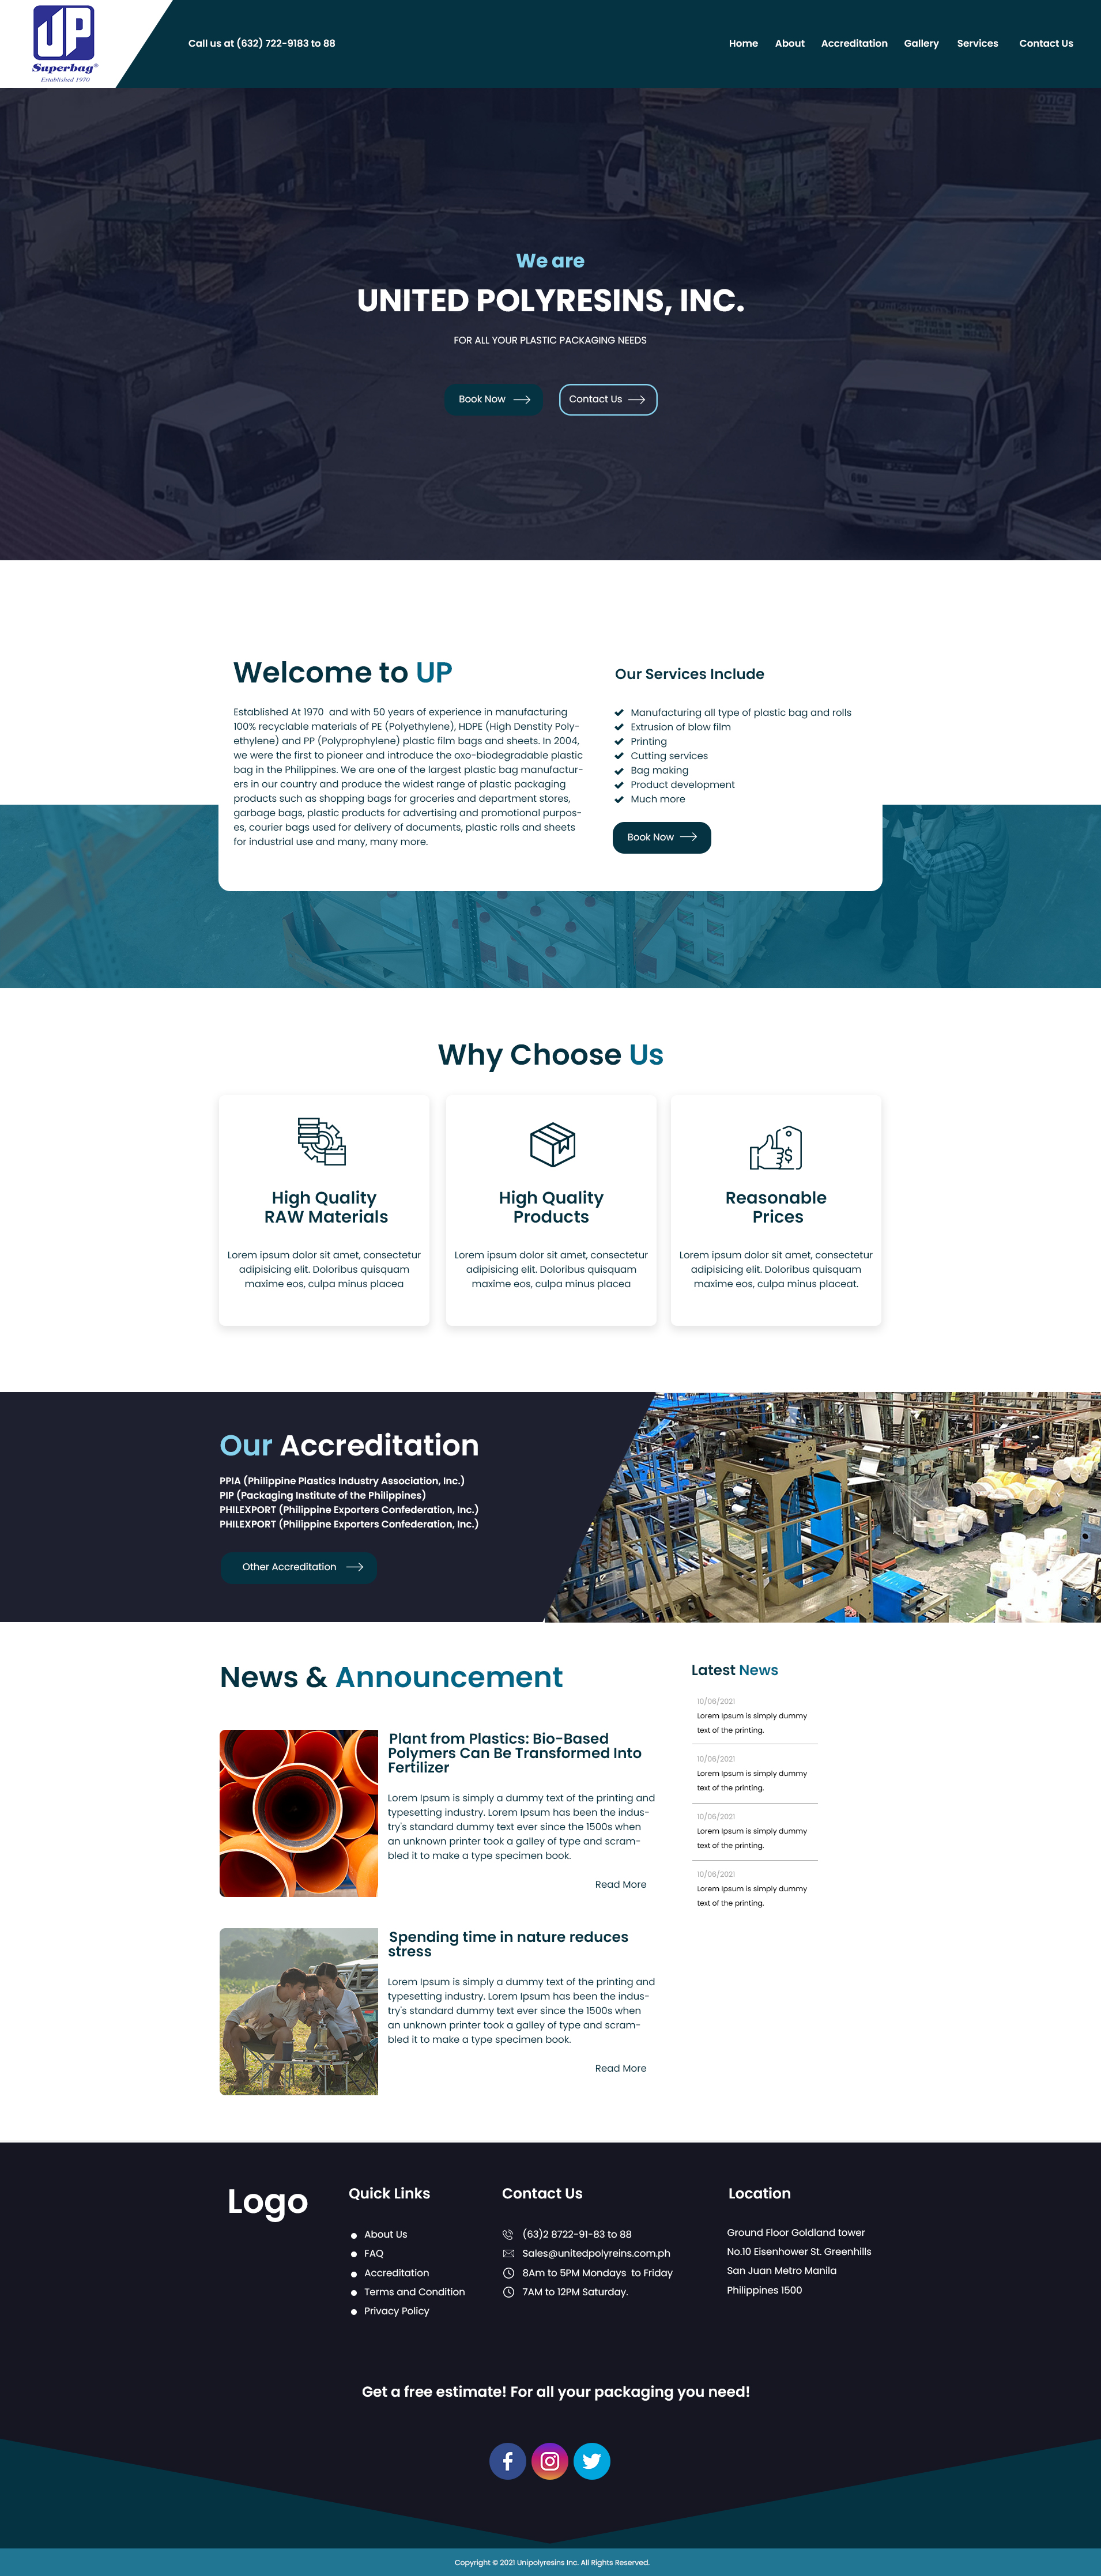 UP
Superbag®
Established 1970
Call us at (632) 722-9183 to 88
Home About Accreditation Gallery Services Contact Us
NOTICE
We are
UNITED POLYRESINS, INC.
FOR ALL YOUR PLASTIC PACKAGING NEEDS
Book Now
Contact Us
ISUZU
690
Welcome to UP
Established At 1970 and with 50 years of experience in manufacturing
100% recyclable materials of PE (Polyethylene), HDPE (High Denstity Poly-
ethylene) and PP (Polyprophylene) plastic film bags and sheets. In 2004,
we were the first to pioneer and introduce the oxo-biodegradable plastic
bag in the Philippines. We are one of the largest plastic bag manufactur-
ers in our country and produce the widest range of plastic packaging
products such as shopping bags for groceries and department stores,
garbage bags, plastic products for advertising and promotional purpos-
es, courier bags used for delivery of documents, plastic rolls and sheets
for industrial use and many, many more.
Our Services Include
Manufacturing all type of plastic bag and rolls
Extrusion of blow film
Printing
Cutting services
Bag making
Product development
Much more
Book Now
Why Choose Us
High Quality
RAW Materials
Lorem ipsum dolor sit amet, consectetur
adipisicing elit. Doloribus quisquam
maxime eos, culpa minus placea
High Quality
Products
Lorem ipsum dolor sit amet, consectetur
adipisicing elit. Doloribus quisquam
maxime eos, culpa minus placea
Reasonable
Prices
Lorem ipsum dolor sit amet, consectetur
adipisicing elit. Doloribus quisquam
maxime eos, culpa minus placeat.
Our Accreditation
PPIA (Philippine Plastics Industry Association, Inc.)
PIP (Packaging Institute of the Philippines)
PHILEXPORT (Philippine Exporters Confederation, Inc.)
PHILEXPORT (Philippine Exporters Confederation, Inc.)
Other Accreditation
News & Announcement
Plant from Plastics: Bio-Based
Polymers Can Be Transformed Into
Fertilizer
Lorem Ipsum is simply a dummy text of the printing and
typesetting industry. Lorem Ipsum has been the indus-
try's standard dummy text ever since the 1500s when
an unknown printer took a galley of type and scram-
bled it to make a type specimen book.
Read More
Spending time in nature reduces
stress
Lorem Ipsum is simply a dummy text of the printing and
typesetting industry. Lorem Ipsum has been the indus-
try's standard dummy text ever since the 1500s when
an unknown printer took a galley of type and scram-
bled it to make a type specimen book.
Read More
Latest News
10/06/2021
Lorem Ipsum is simply dummy
text of the printing.
10/06/2021
Lorem Ipsum is simply dummy
text of the printing.
10/06/2021
Lorem Ipsum is simply dummy
text of the printing.
10/06/2021
Lorem Ipsum is simply dummy
text of the printing.
Logo
Quick Links
About Us
FAQ
Accreditation
Terms and Condition
Privacy Policy
Contact Us
(63)2 8722-91-83 to 88
Sales@unitedpolyreins.com.ph
8Am to 5PM Mondays to Friday
7AM to 12PM Saturday.
Location
Ground Floor Goldland tower
No.10 Eisenhower St. Greenhills
San Juan Metro Manila
Philippines 1500
Get a free estimate! For all your packaging you need!
Copyright © 2021 Unipolyresins Inc. All Rights Reserved.